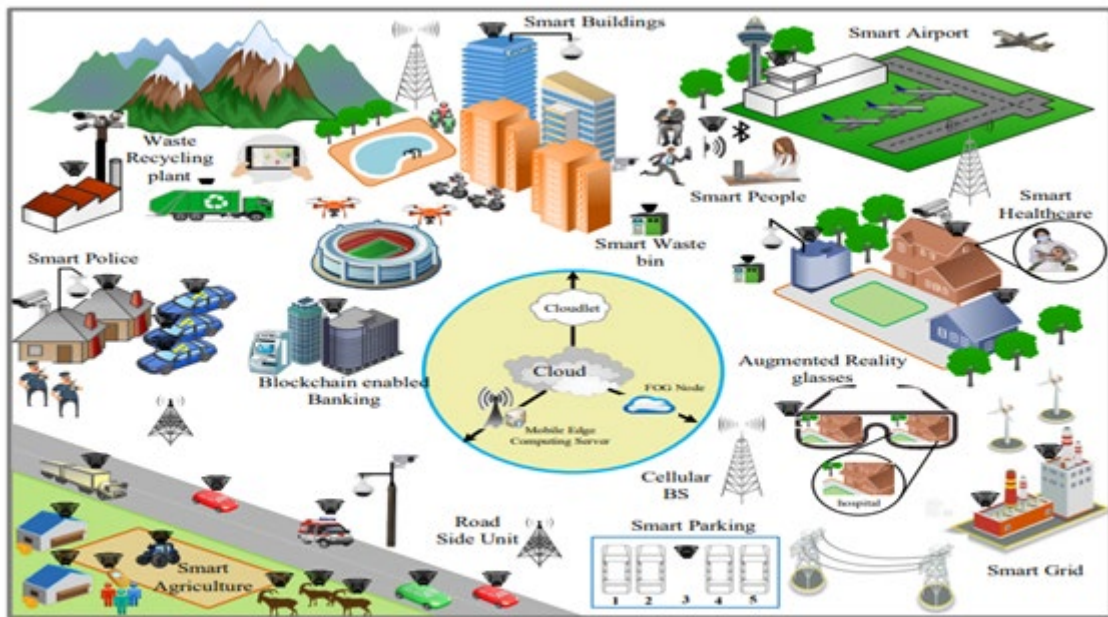 Smart Buildings
Smart Airport
Waste
Recycling
plant
Smart People
Smart
Healthcare
Smart Waste
bin
Smart Police
Cloudlet
Cloud
FOG Node
Mobile Edge
Computing Server
Blockchain enabled
Banking
Augmented Reality
glasses
hospital
Cellular
BS
Road
Side Unit
Smart Parking
1 2 3 4 5
Smart
Agriculture
Smart Grid